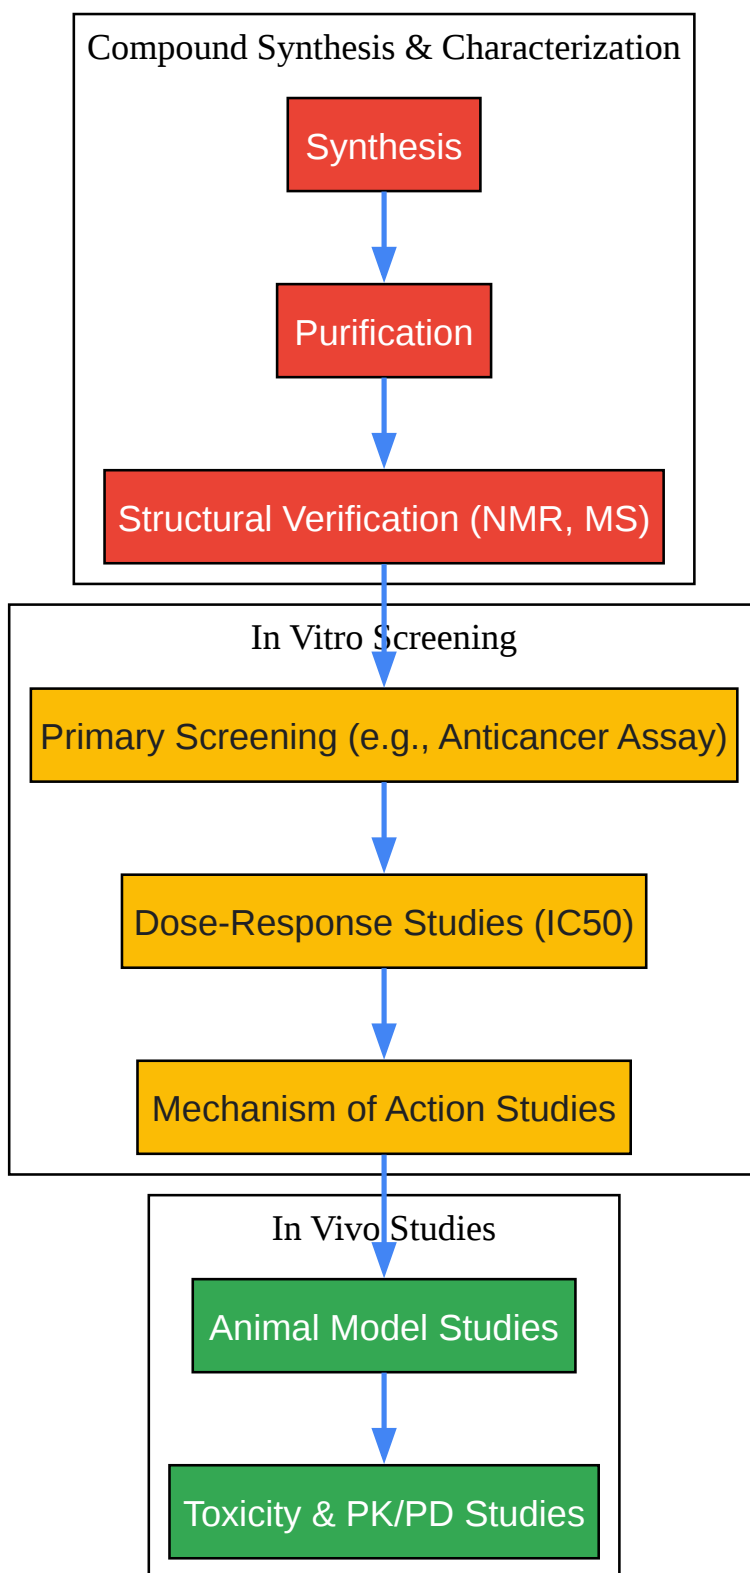 Compound Synthesis & Characterization
Synthesis
Purification
Structural Verification (NMR, MS)
In Vitro Screening
Primary Screening (e.g., Anticancer Assay)
Dose-Response Studies (IC50)
Mechanism of Action Studies
In Vivo Studies
Animal Model Studies
Toxicity & PK/PD Studies